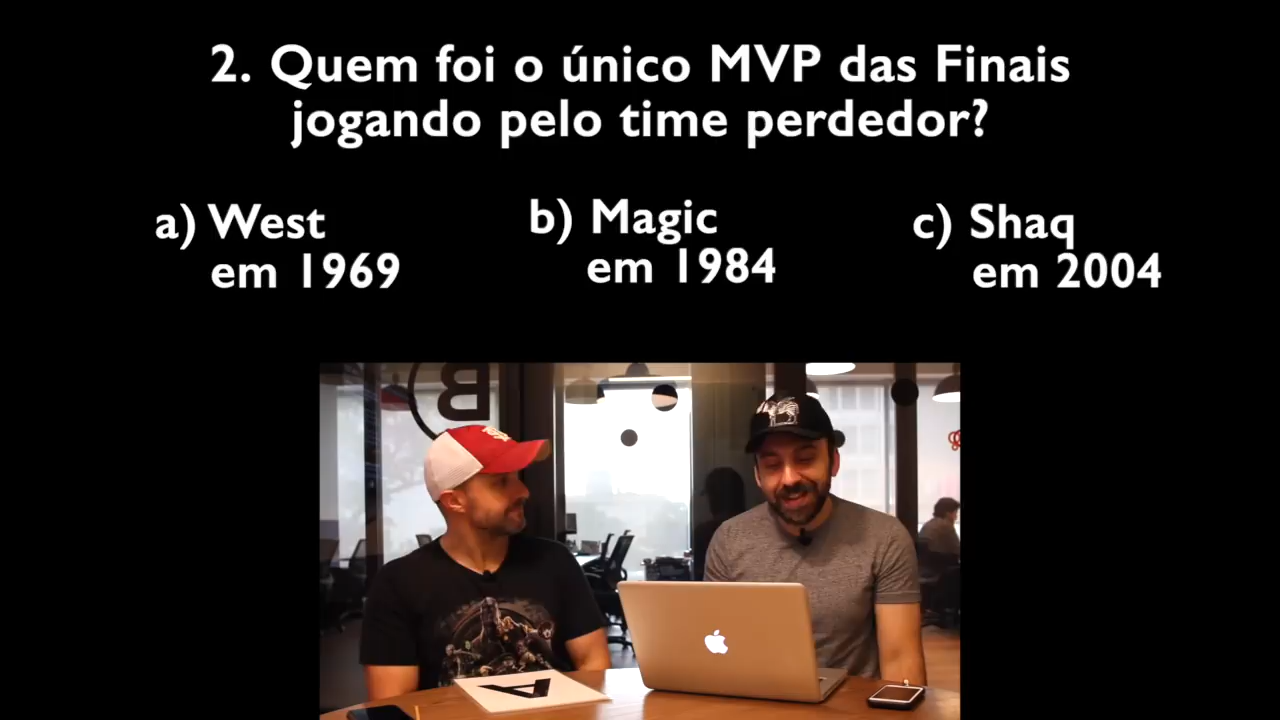 2. Quem foi o único MVP das Finais
jogando pelo time perdedor?
a) West
em 1969
b) Magic
em 1984
c) Shaq
em 2004
B
A